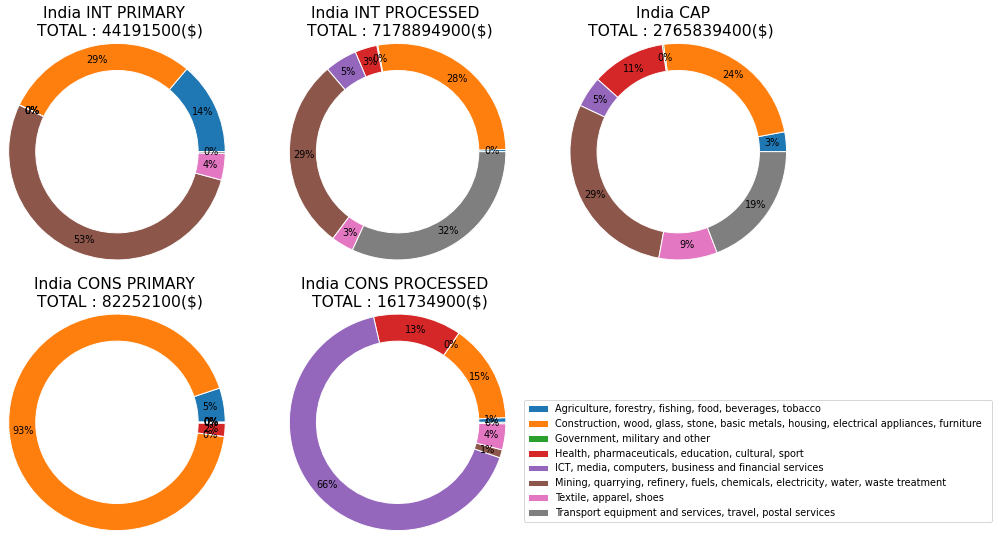 India INT PRIMARY
TOTAL : 44191500($)
29%
14%
0%
0%
4%
53%
India INT PROCESSED
TOTAL : 7178894900($)
0%
3%
5%
28%
29%
0%
3%
32%
India CAP
TOTAL : 2765839400($)
0%
11%
24%
5%
3%
29%
19%
9%
India CONS PRIMARY
TOTAL : 82252100($)
5%
0%
93%
0%
India CONS PROCESSED
TOTAL : 161734900($)
13%
0%
15%
1%
0%
4%
1%
66%
Agriculture, forestry, fishing, food, beverages, tobacco
Construction, wood, glass, stone, basic metals, housing, electrical appliances, furniture
Government, military and other
Health, pharmaceuticals, education, cultural, sport
ICT, media, computers, business and financial services
Mining, quarrying, refinery, fuels, chemicals, electricity, water, waste treatment
Textile, apparel, shoes
Transport equipment and services, travel, postal services